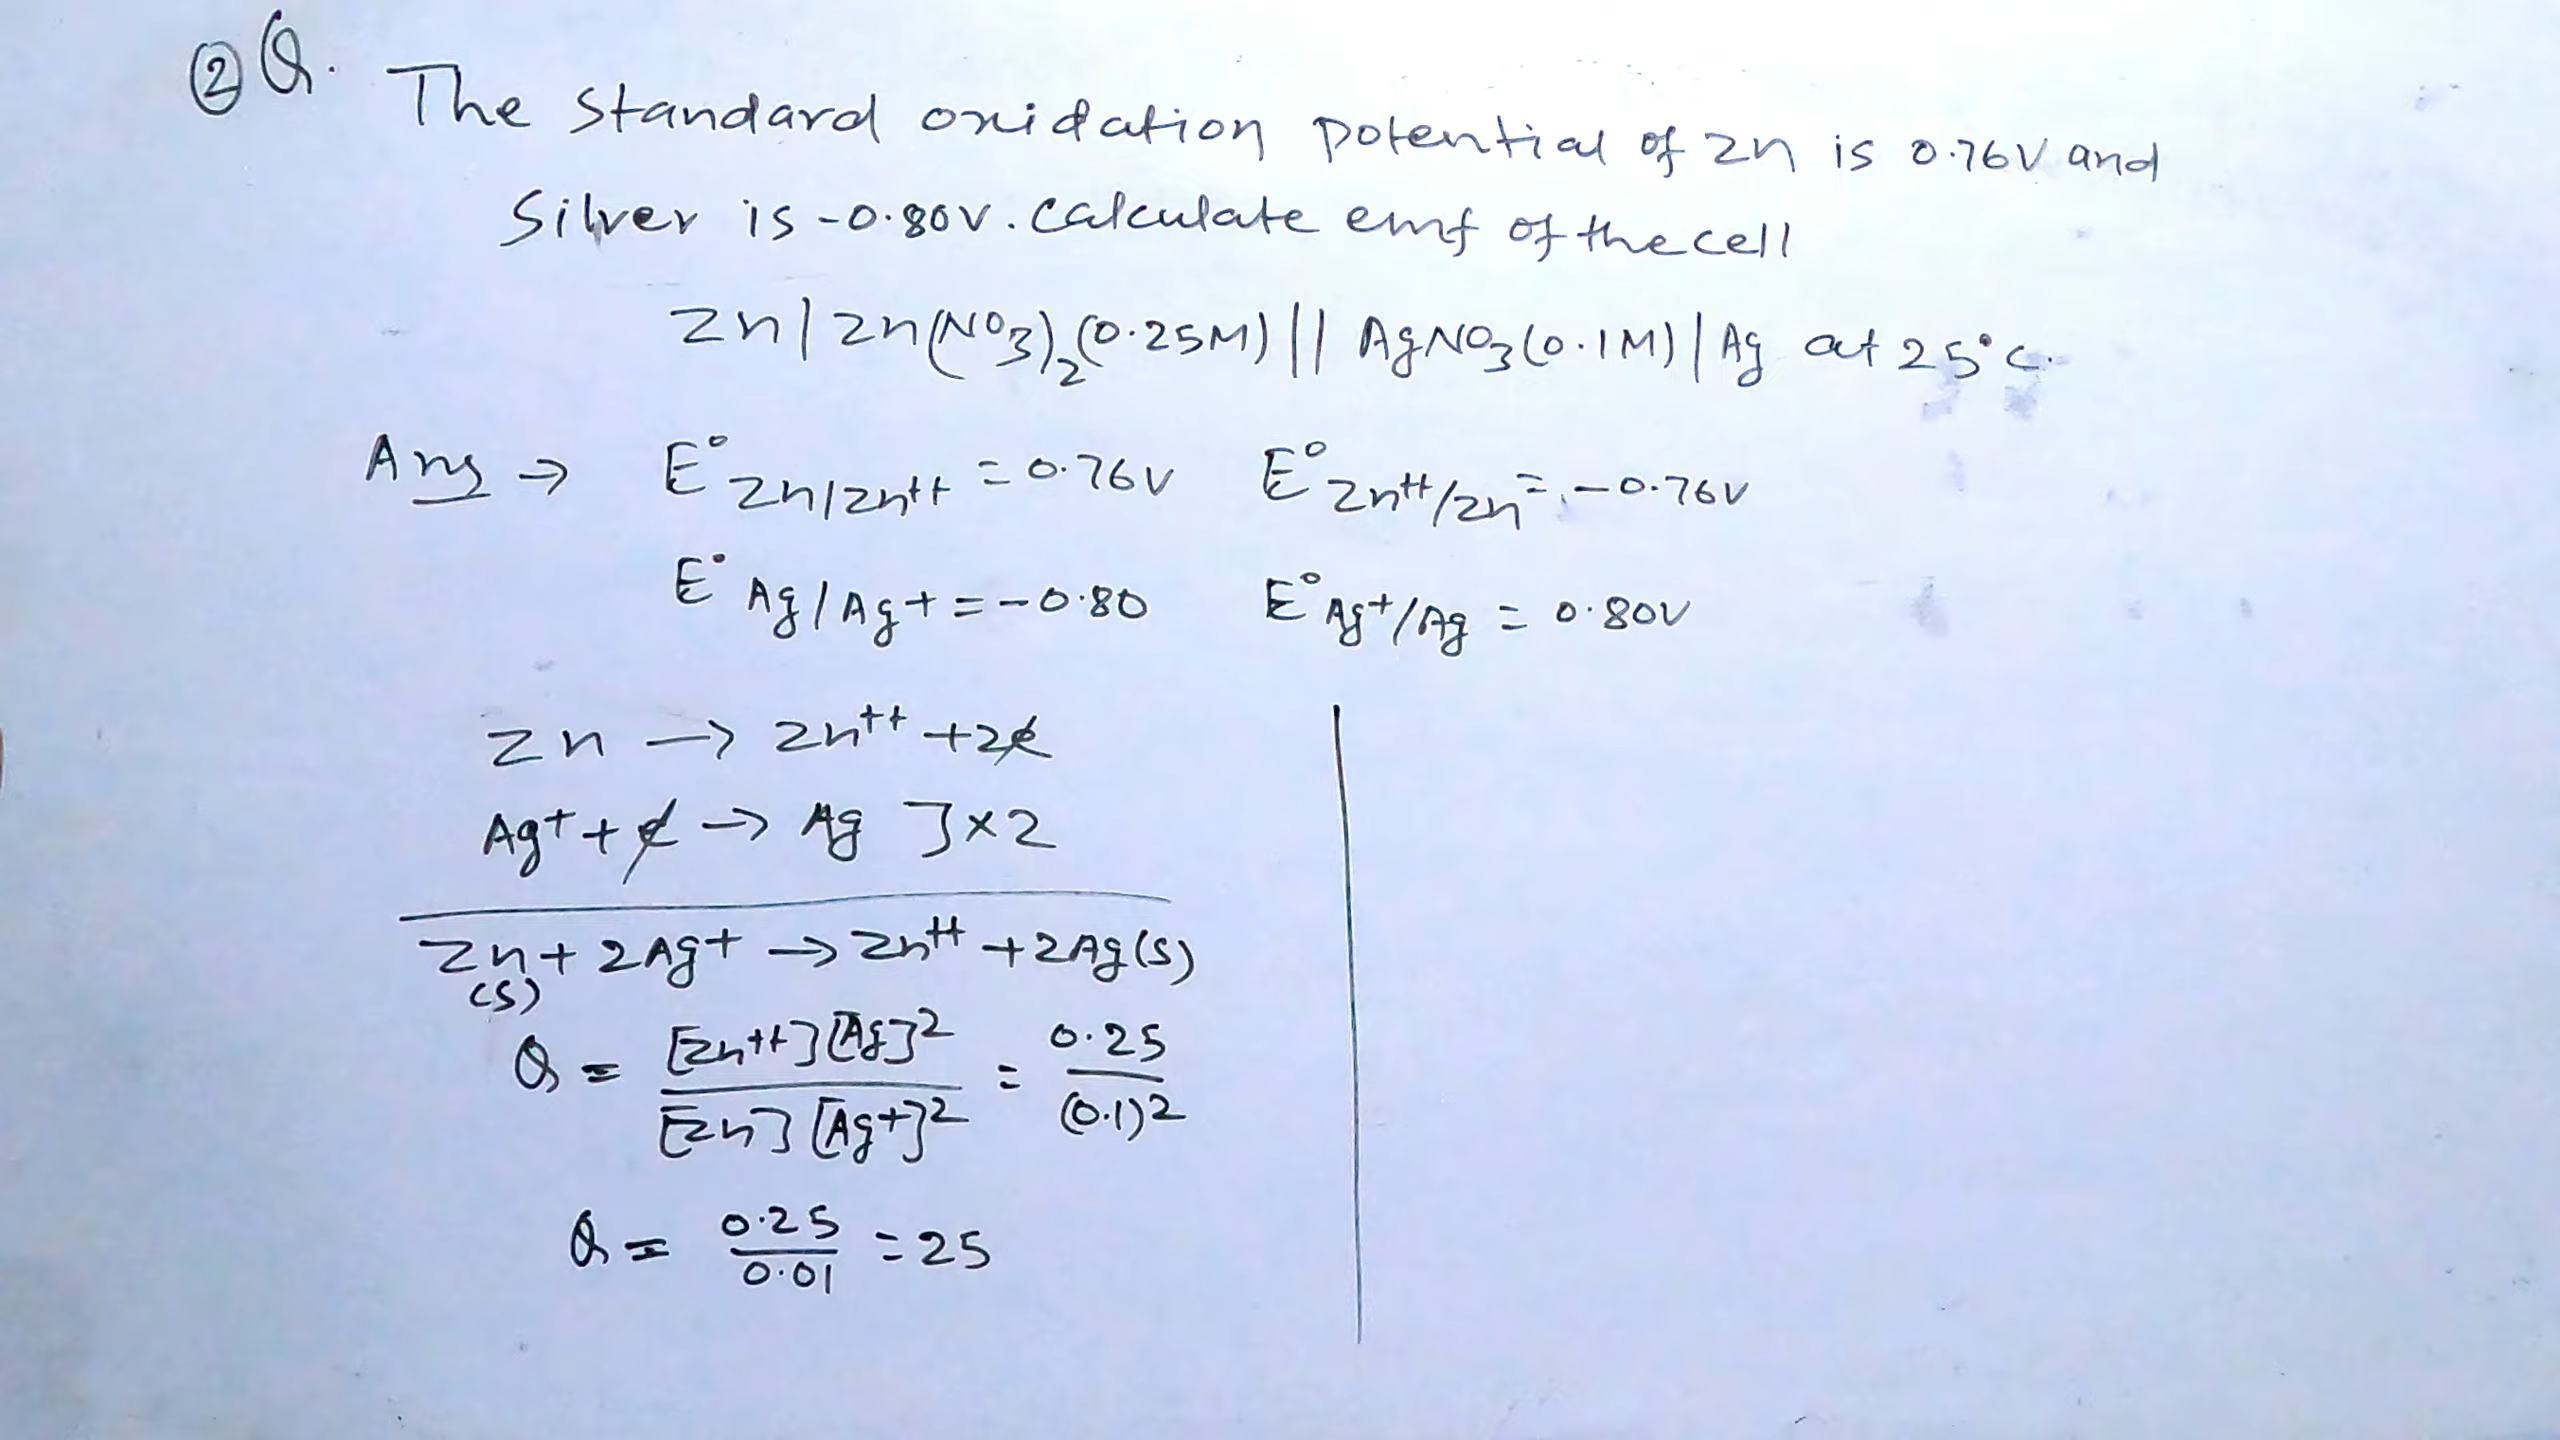 ② Q. The standard oxidation potential of Zn is 0.76V and
Silver is -0.80V. Calculate emf of the cell
Zn | Zn(NO₃)₂ (0.25M) || AgNO₃ (0.1M) | Ag at 25°C.
Ans → E°Zn/Zn⁺⁺ = 0.76V E°Zn⁺⁺/Zn = -0.76V
E°Ag/Ag+ = -0.80 E°Ag⁺/Ag = 0.80V
Zn → Zn⁺⁺ + 2e
Ag⁺ + e → Ag ] × 2
Zn(s) + 2Ag+ → Zn⁺⁺ + 2Ag(s)
Q = [Zn⁺⁺][Ag]² / [Zn][Ag+]² = 0.25 / (0.1)²
Q = 0.25 / 0.01 = 25